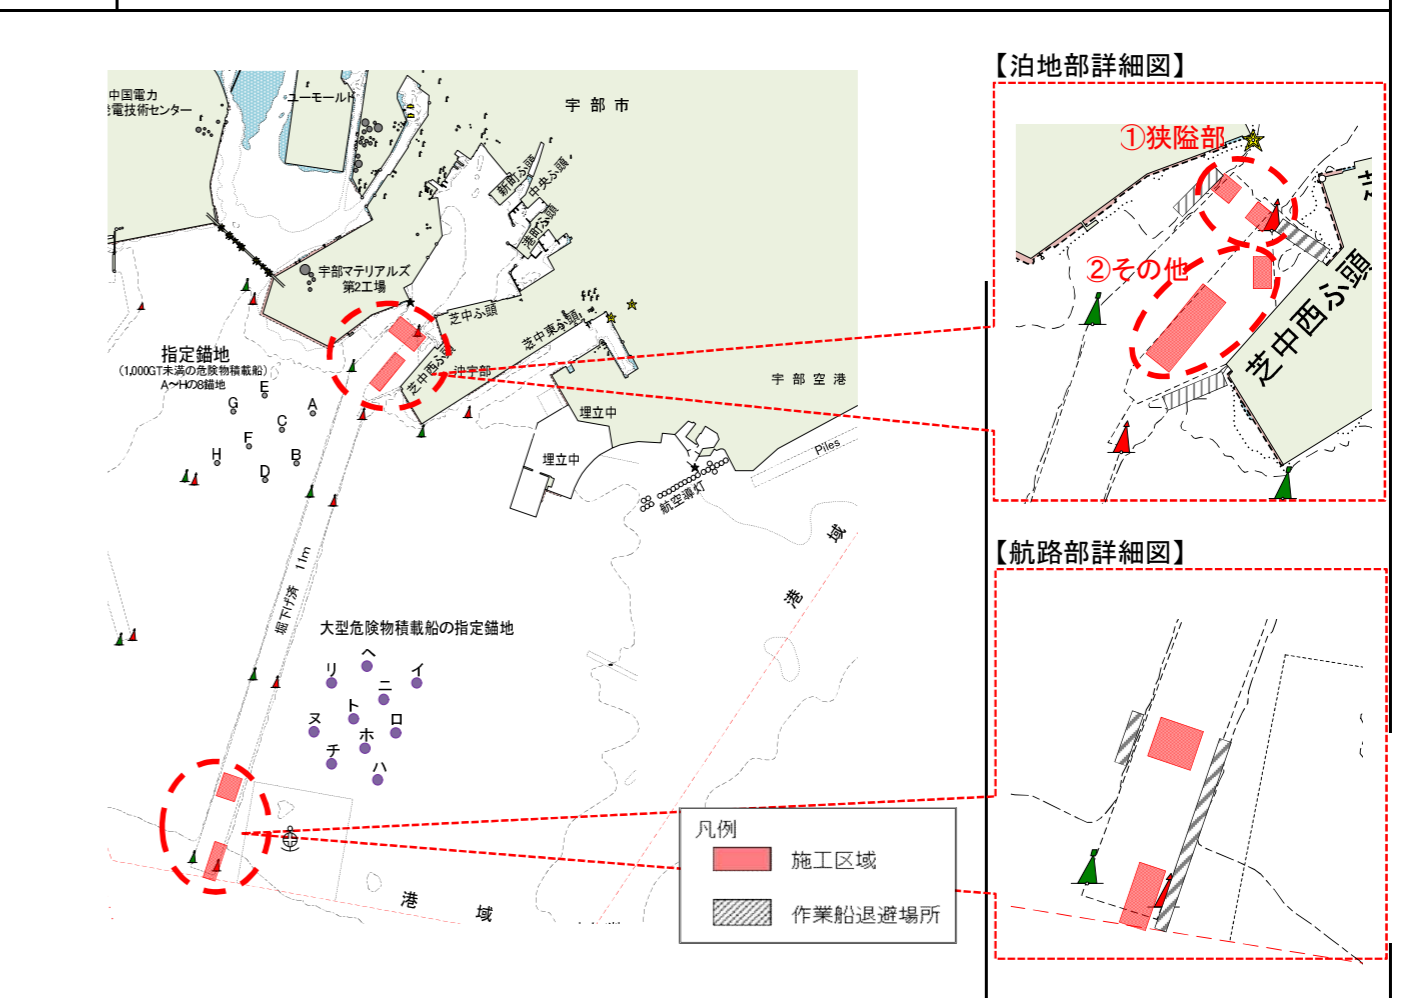 中国電力
電技術センター
ユーモールド
宇部市
新町ふ頭
中央ふ頭
港町ふ頭
宇部マテリアルズ
第2工場
芝中ふ頭
芝中東ふ頭
芝中西ふ頭
沖宇部
宇部空港
指定錨地
(1,000GT未満の危険物積載船)
A～Hの8錨地
E
G
A
C
F
H
B
D
埋立中
埋立中
Piles
航空導灯
掘下げ済 11m
港域
大型危険物積載船の指定錨地
ヘ
リ
イ
ニ
ト
ヌ
ロ
ホ
チ
ハ
港域
凡例
施工区域
作業船退避場所
【泊地部詳細図】
①狭隘部
②その他
芝中西ふ頭
【航路部詳細図】